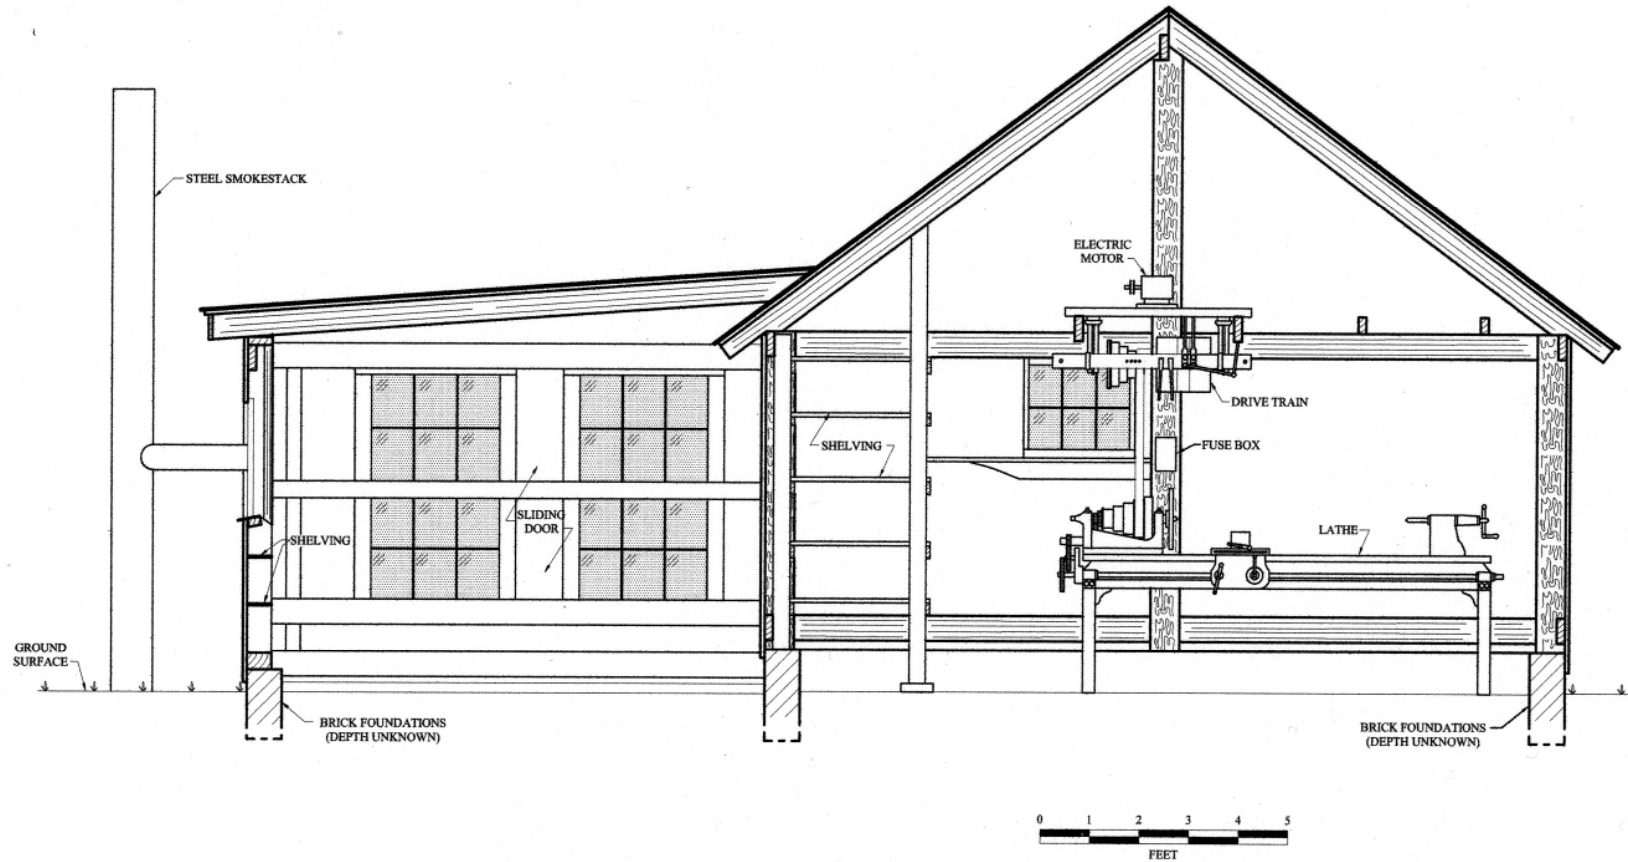 STEEL SMOKESTACK
ELECTRIC
MOTOR
DRIVE TRAIN
SHELVING
FUSE BOX
SLIDING
DOOR
SHELVING
LATHE
GROUND
SURFACE
BRICK FOUNDATIONS
(DEPTH UNKNOWN)
BRICK FOUNDATIONS
(DEPTH UNKNOWN)
0 1 2 3 4 5
FEET